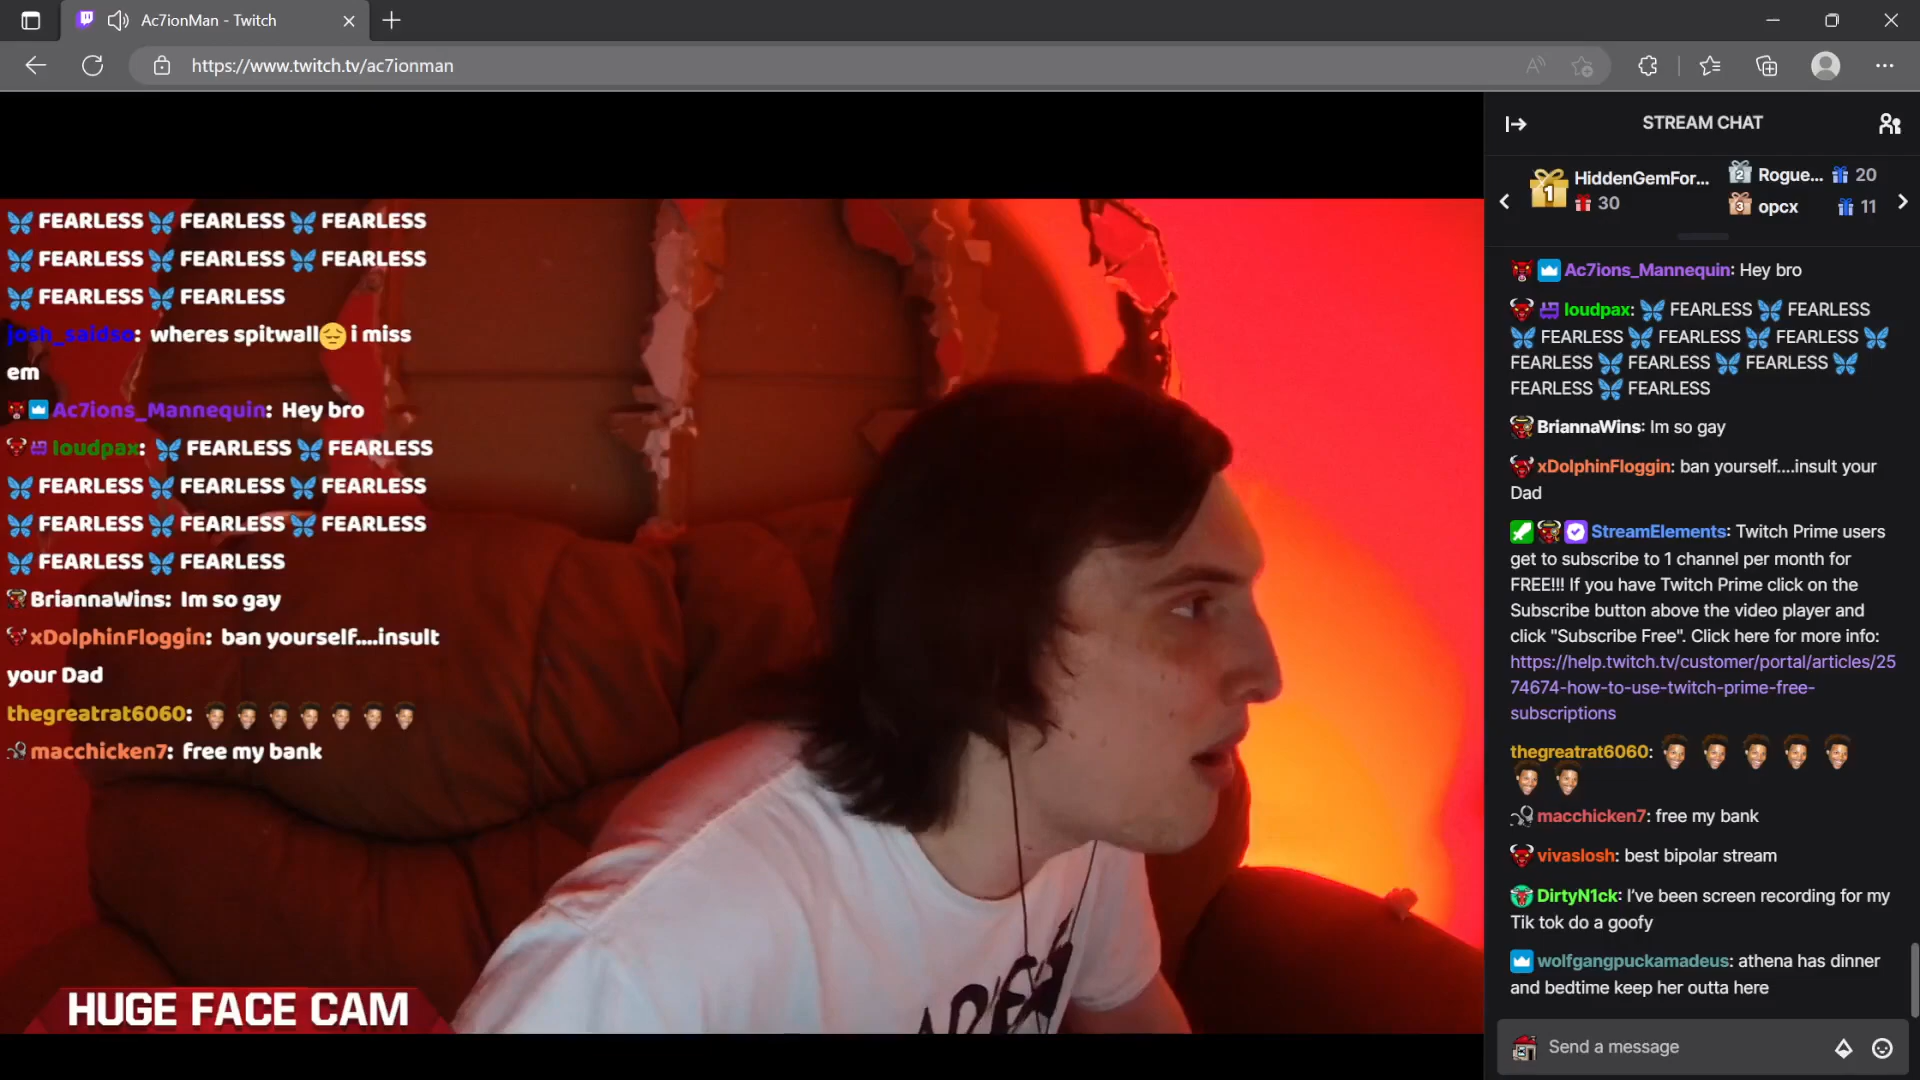 Ac7ionMan - Twitch
https://www.twitch.tv/ac7ionman
FEARLESS FEARLESS FEARLESS
FEARLESS FEARLESS FEARLESS
FEARLESS FEARLESS
josh_saidso: wheres spitwall i miss
em
Ac7ions_Mannequin: Hey bro
loudpax: FEARLESS FEARLESS
FEARLESS FEARLESS FEARLESS
FEARLESS FEARLESS FEARLESS
FEARLESS FEARLESS
BriannaWins: Im so gay
xDolphinFloggin: ban yourself....insult
your Dad
thegreatrat6060:
macchicken7: free my bank
HUGE FACE CAM
STREAM CHAT
1 HiddenGemFor... 30
2 Rogue... 20
3 opcx 11
Ac7ions_Mannequin: Hey bro
loudpax: FEARLESS FEARLESS
FEARLESS FEARLESS FEARLESS
FEARLESS FEARLESS FEARLESS
FEARLESS FEARLESS
BriannaWins: Im so gay
xDolphinFloggin: ban yourself....insult your
Dad
StreamElements: Twitch Prime users
get to subscribe to 1 channel per month for
FREE!!! If you have Twitch Prime click on the
Subscribe button above the video player and
click "Subscribe Free". Click here for more info:
https://help.twitch.tv/customer/portal/articles/25
74674-how-to-use-twitch-prime-free-
subscriptions
thegreatrat6060:
macchicken7: free my bank
vivaslosh: best bipolar stream
DirtyN1ck: I've been screen recording for my
Tik tok do a goofy
wolfgangpuckamadeus: athena has dinner
and bedtime keep her outta here
Send a message